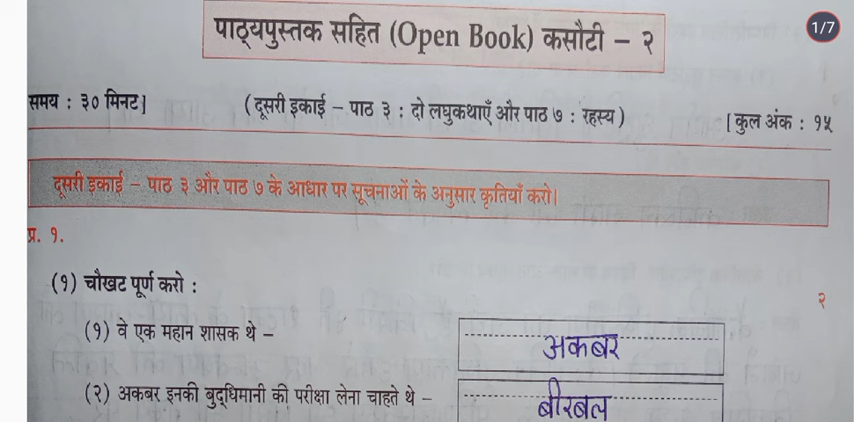 पाठ्यपुस्तक सहित (Open Book) कसौटी – २
1/7
समय : ३० मिनट] (दूसरी इकाई – पाठ ३ : दो लघुकथाएँ और पाठ ७ : रहस्य) [कुल अंक : १५
दूसरी इकाई – पाठ ३ और पाठ ७ के आधार पर सूचनाओं के अनुसार कृतियाँ करो।
प्र. १.
(१) चौखट पूर्ण करो : २
(१) वे एक महान शासक थे – अकबर
(२) अकबर इनकी बुद्धिमानी की परीक्षा लेना चाहते थे – बीरबल